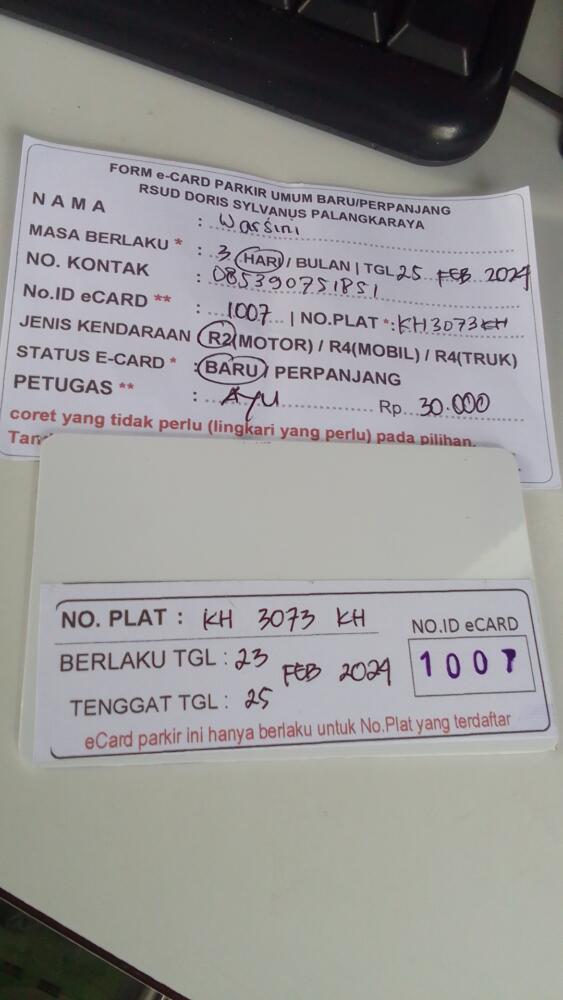 FORM e-CARD PARKIR UMUM BARU/PERPANJANG
RSUD DORIS SYLVANUS PALANGKARAYA
NAMA : Warsini
MASA BERLAKU * : 3 HARI / BULAN | TGL 25 FEB 2024
NO. KONTAK : 085390751851
No.ID eCARD ** : 1007 | NO.PLAT *: KH3073KH
JENIS KENDARAAN R2(MOTOR) / R4(MOBIL) / R4(TRUK)
STATUS E-CARD * : BARU / PERPANJANG
PETUGAS ** : AYU Rp 30.000
coret yang tidak perlu (lingkari yang perlu) pada pilihan.
NO. PLAT : KH 3073 KH
NO.ID eCARD
BERLAKU TGL : 23 FEB 2024
1007
TENGGAT TGL : 25
eCard parkir ini hanya berlaku untuk No.Plat yang terdaftar